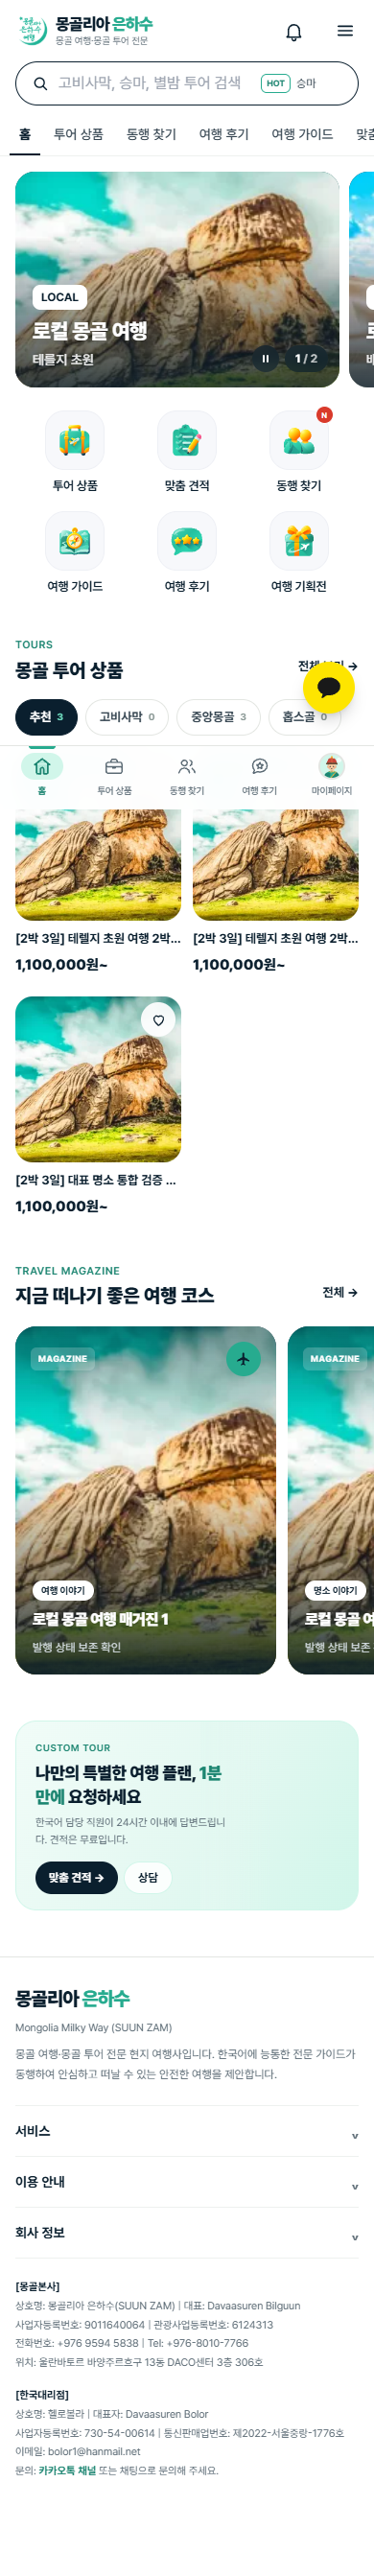 몽골리아 은하수
몽골 여행·몽골 투어 전문
고비사막, 승마, 별밤 투어 검색
HOT 승마
홈 투어 상품 동행 찾기 여행 후기 여행 가이드
LOCAL
로컬 몽골 여행
테를지 초원
1 / 2
N
투어 상품 맞춤 견적 동행 찾기
여행 가이드 여행 후기 여행 기획전
TOURS
몽골 투어 상품
추천 3 고비사막 0 중앙몽골 3 홉스골 0
홈 투어 상품 동행 찾기 여행 후기 마이페이지
[2박 3일] 테렐지 초원 여행 2박... [2박 3일] 테렐지 초원 여행 2박...
1,100,000원~ 1,100,000원~
[2박 3일] 대표 명소 통합 검증 ...
1,100,000원~
TRAVEL MAGAZINE
지금 떠나기 좋은 여행 코스 전체 →
MAGAZINE MAGAZINE
여행 이야기 명소 이야기
로컬 몽골 여행 매거진 1 로컬 몽골
발행 상태 보존 확인 발행 상태 보존
CUSTOM TOUR
나만의 특별한 여행 플랜, 1분
만에 요청하세요
한국어 담당 직원이 24시간 이내에 답변드립니
다. 견적은 무료입니다.
맞춤 견적 → 상담
몽골리아 은하수
Mongolia Milky Way (SUUN ZAM)
몽골 여행·몽골 투어 전문 현지 여행사입니다. 한국어에 능통한 전문 가이드가
동행하여 안심하고 떠날 수 있는 안전한 여행을 제안합니다.
서비스
이용 안내
회사 정보
[몽골본사]
상호명: 몽골리아 은하수(SUUN ZAM) | 대표: Davaasuren Bilguun
사업자등록번호: 9011640064 | 관광사업등록번호: 6124313
전화번호: +976 9594 5838 | Tel: +976-8010-7766
위치: 울란바토르 바양주르흐구 13동 DACO센터 3층 306호
[한국대리점]
상호명: 헬로볼라 | 대표자: Davaasuren Bolor
사업자등록번호: 730-54-00614 | 통신판매업번호: 제2022-서울중랑-1776호
이메일: bolor1@hanmail.net
문의: 카카오톡 채널 또는 채팅으로 문의해 주세요.